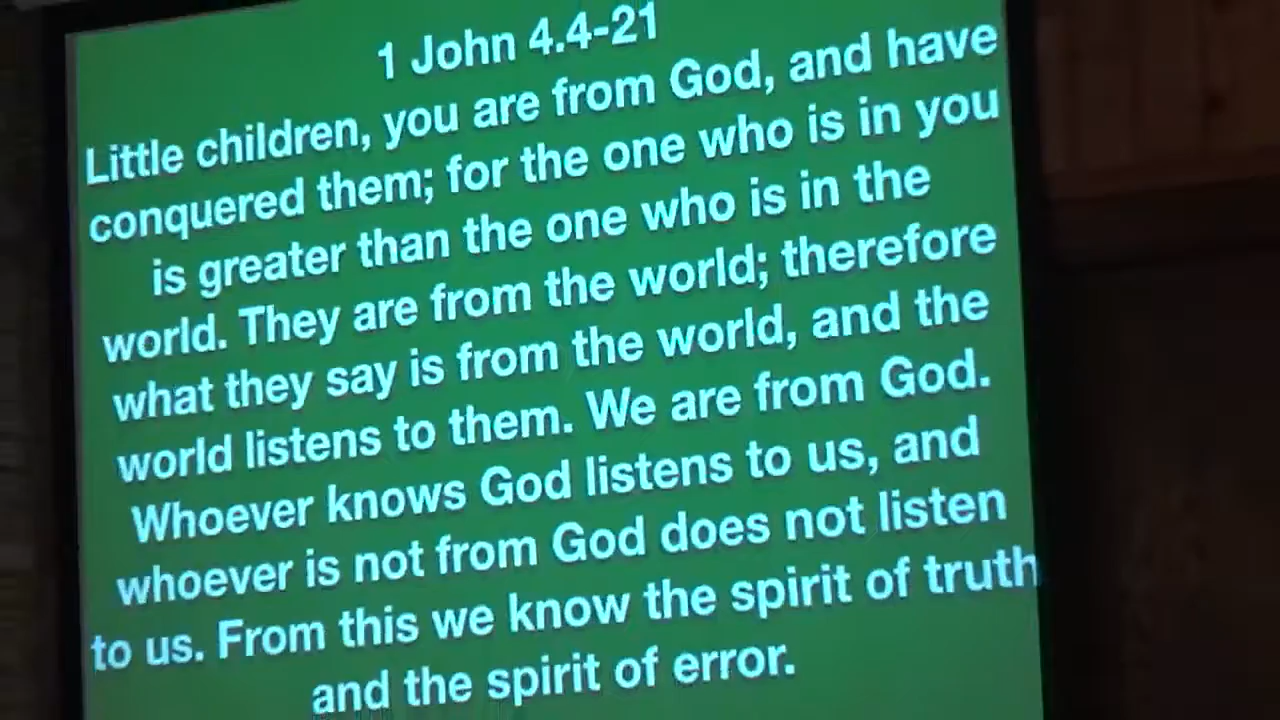 1 John 4.4-21
Little children, you are from God, and have
conquered them; for the one who is in you
is greater than the one who is in the
world. They are from the world; therefore
what they say is from the world, and the
world listens to them. We are from God.
Whoever knows God listens to us, and
whoever is not from God does not listen
to us. From this we know the spirit of truth
and the spirit of error.